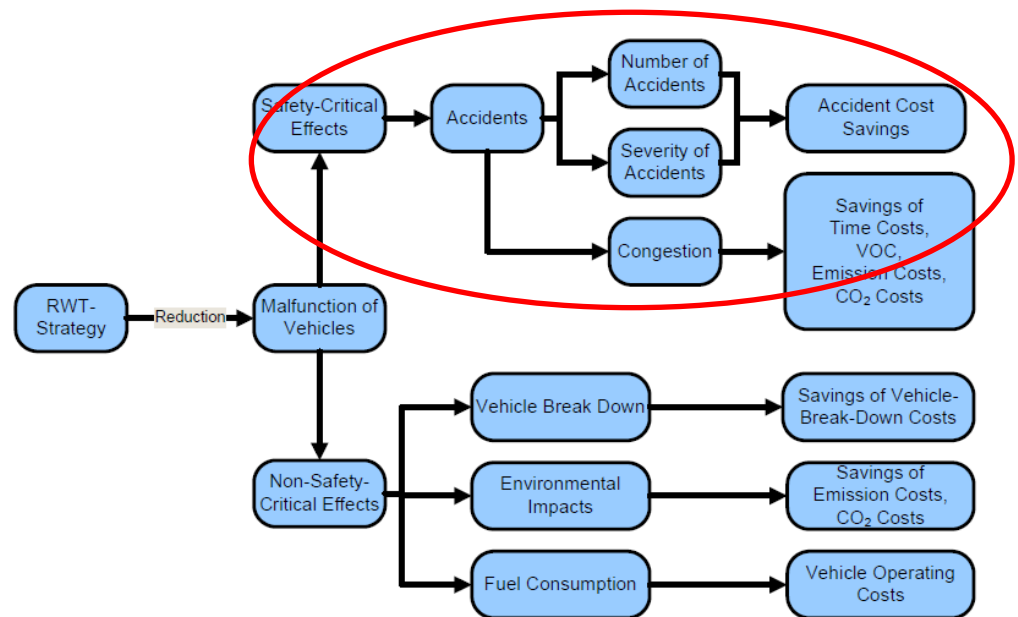 Number of
Accidents
Safety-Critical
Effects
Accidents
Accident Cost
Savings
Severity of
Accidents
Savings of
Time Costs,
VOC,
Emission Costs,
CO₂ Costs
Congestion
RWT-
Strategy
Reduction
Malfunction of
Vehicles
Vehicle Break Down
Savings of Vehicle-
Break-Down Costs
Non-Safety-
Critical Effects
Environmental
Impacts
Savings of
Emission Costs,
CO₂ Costs
Fuel Consumption
Vehicle Operating
Costs